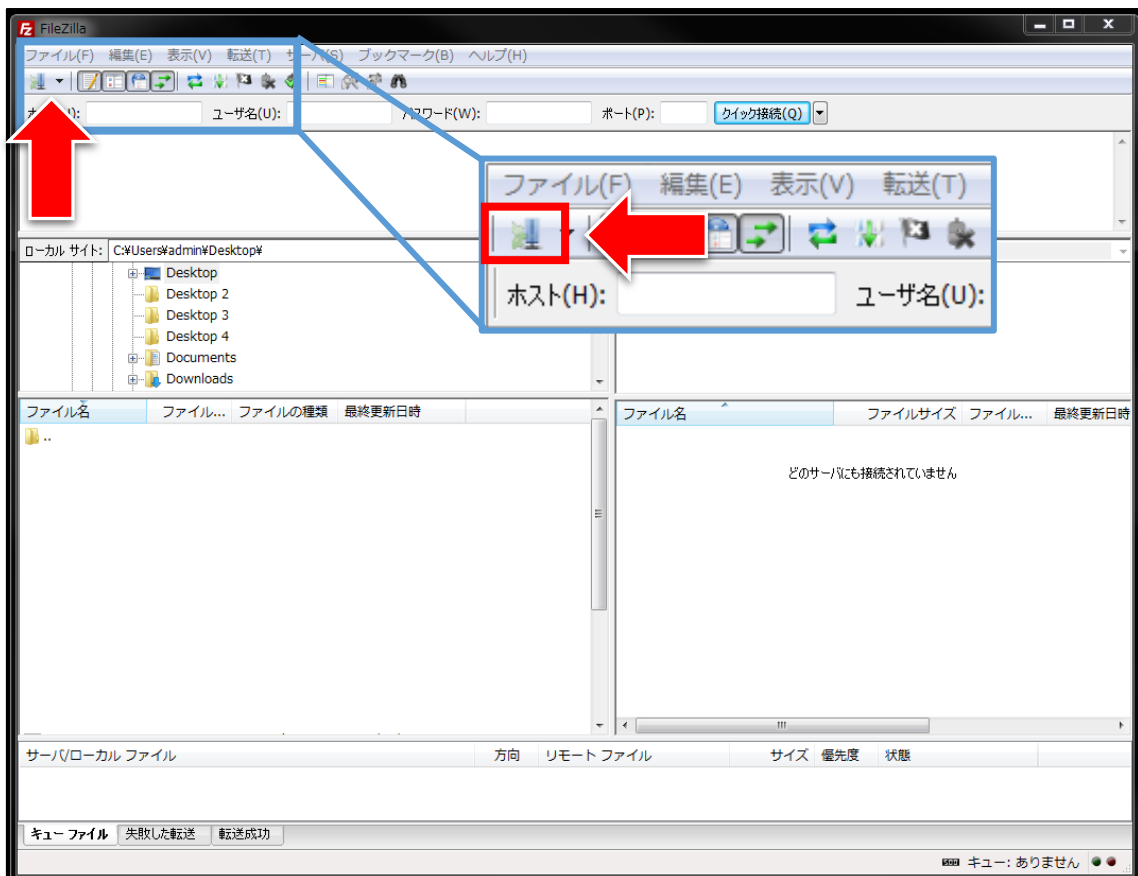 FileZilla
ファイル(F) 編集(E) 表示(V) 転送(T) サーバ(S) ブックマーク(B) ヘルプ(H)
ユーザ名(U): パスワード(W): ポート(P): クイック接続(Q)
ファイル(F) 編集(E) 表示(V) 転送(T)
ホスト(H): ユーザ名(U):
ローカル サイト: C:¥Users¥admin¥Desktop¥
Desktop
Desktop 2
Desktop 3
Desktop 4
Documents
Downloads
ファイル名 ファイル... ファイルの種類 最終更新日時
..
ファイル名 ファイルサイズ ファイル... 最終更新日時
どのサーバにも接続されていません
サーバ/ローカル ファイル 方向 リモート ファイル サイズ 優先度 状態
キュー ファイル 失敗した転送 転送成功
キュー: ありません